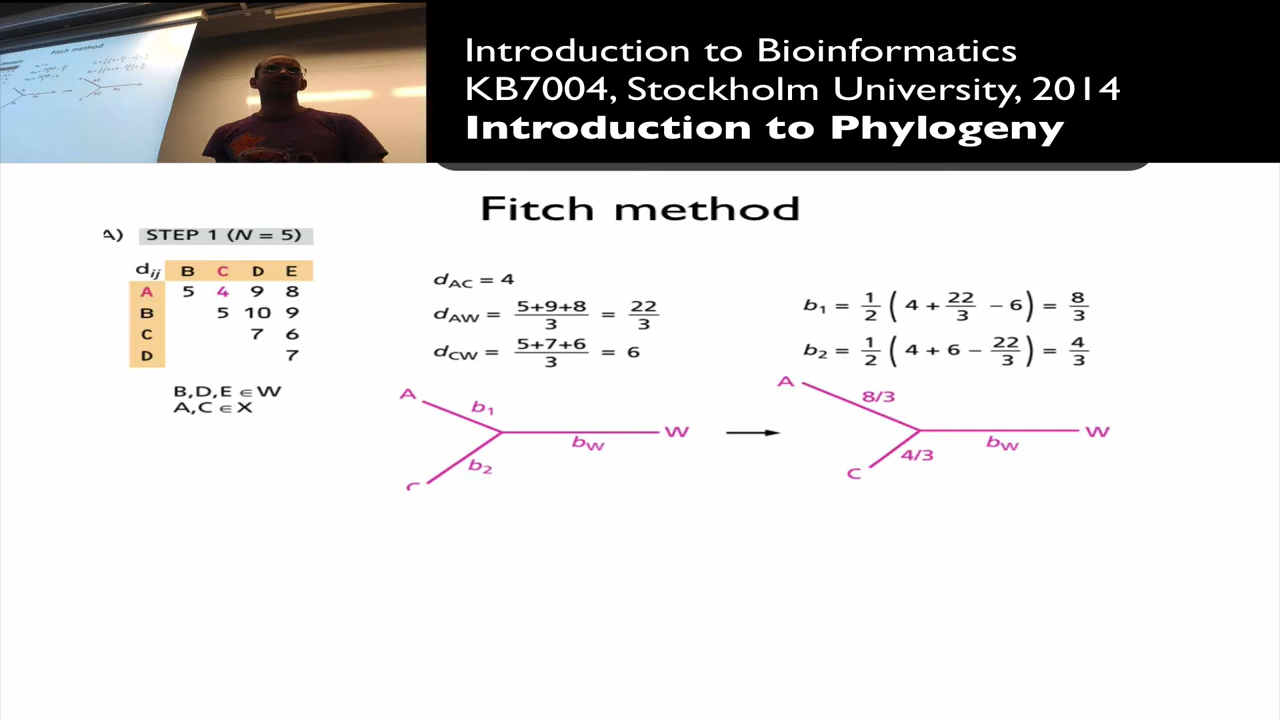 Introduction to Bioinformatics
KB7004, Stockholm University, 2014
Introduction to Phylogeny
Fitch method
A) STEP 1 (N = 5)
dij B C D E
A 5 4 9 8
B 5 10 9
C 7 6
D 7
B,D,E ∈ W
A,C ∈ X
dAC = 4
dAW = 5+9+8/3 = 22/3
dCW = 5+7+6/3 = 6
b1 = 1/2 ( 4 + 22/3 − 6 ) = 8/3
b2 = 1/2 ( 4 + 6 − 22/3 ) = 4/3
A b1
bW W
b2
C
A 8/3
bW W
4/3
C